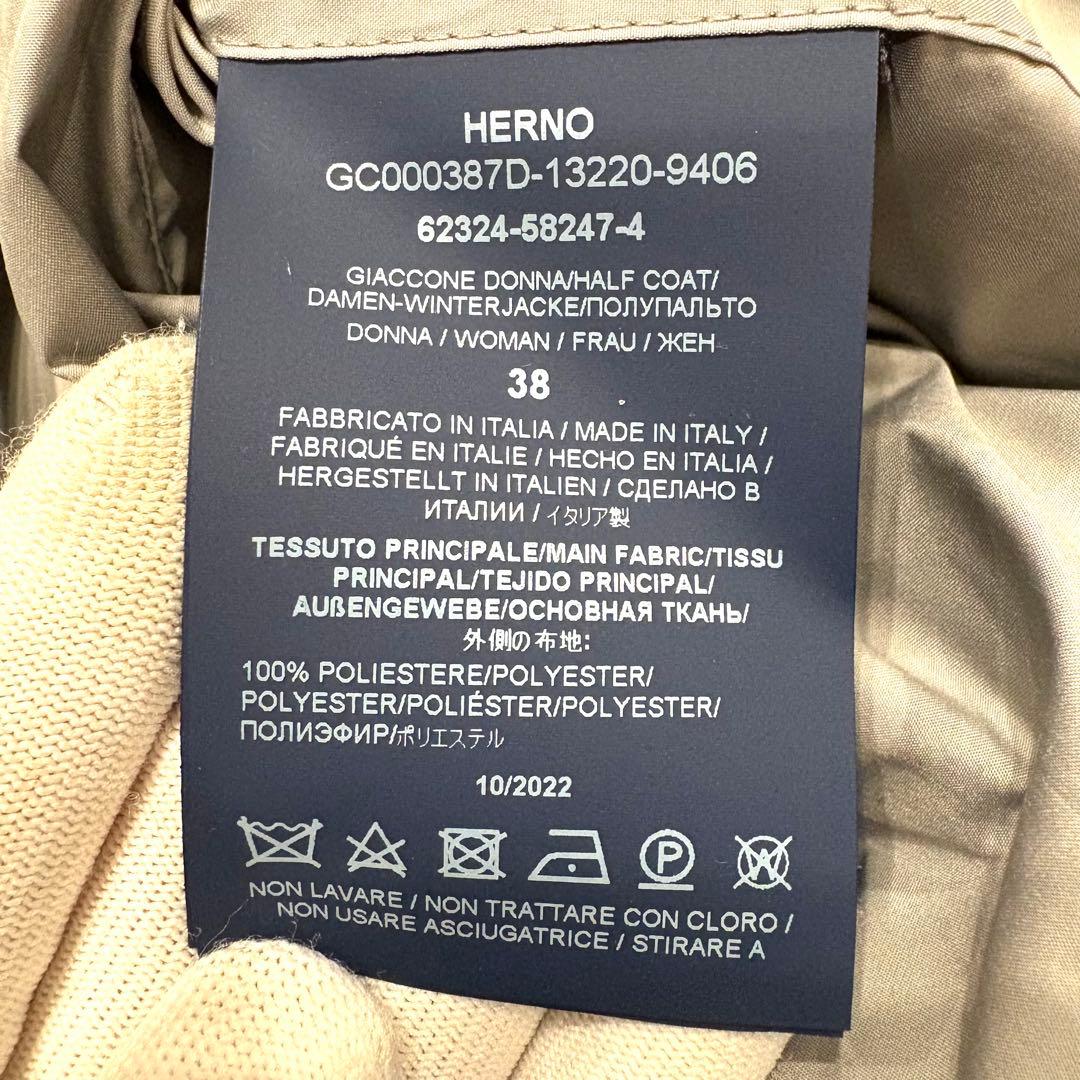 HERNO
GC000387D-13220-9406
62324-58247-4
GIACCONE DONNA/HALF COAT/
DAMEN-WINTERJACKE/ПОЛУПАЛЬТО
DONNA / WOMAN / FRAU / ЖЕН
38
FABBRICATO IN ITALIA / MADE IN ITALY /
FABRIQUÉ EN ITALIE / HECHO EN ITALIA /
HERGESTELLT IN ITALIEN / СДЕЛАНО В
ИТАЛИИ / イタリア製
TESSUTO PRINCIPALE/MAIN FABRIC/TISSU
PRINCIPAL/TEJIDO PRINCIPAL/
AUßENGEWEBE/ОСНОВНАЯ ТКАНЬ/
外側の布地:
100% POLIESTERE/POLYESTER/
POLYESTER/POLIÉSTER/POLYESTER/
ПОЛИЭФИР/ポリエステル
10/2022
P W
NON LAVARE / NON TRATTARE CON CLORO /
NON USARE ASCIUGATRICE / STIRARE A